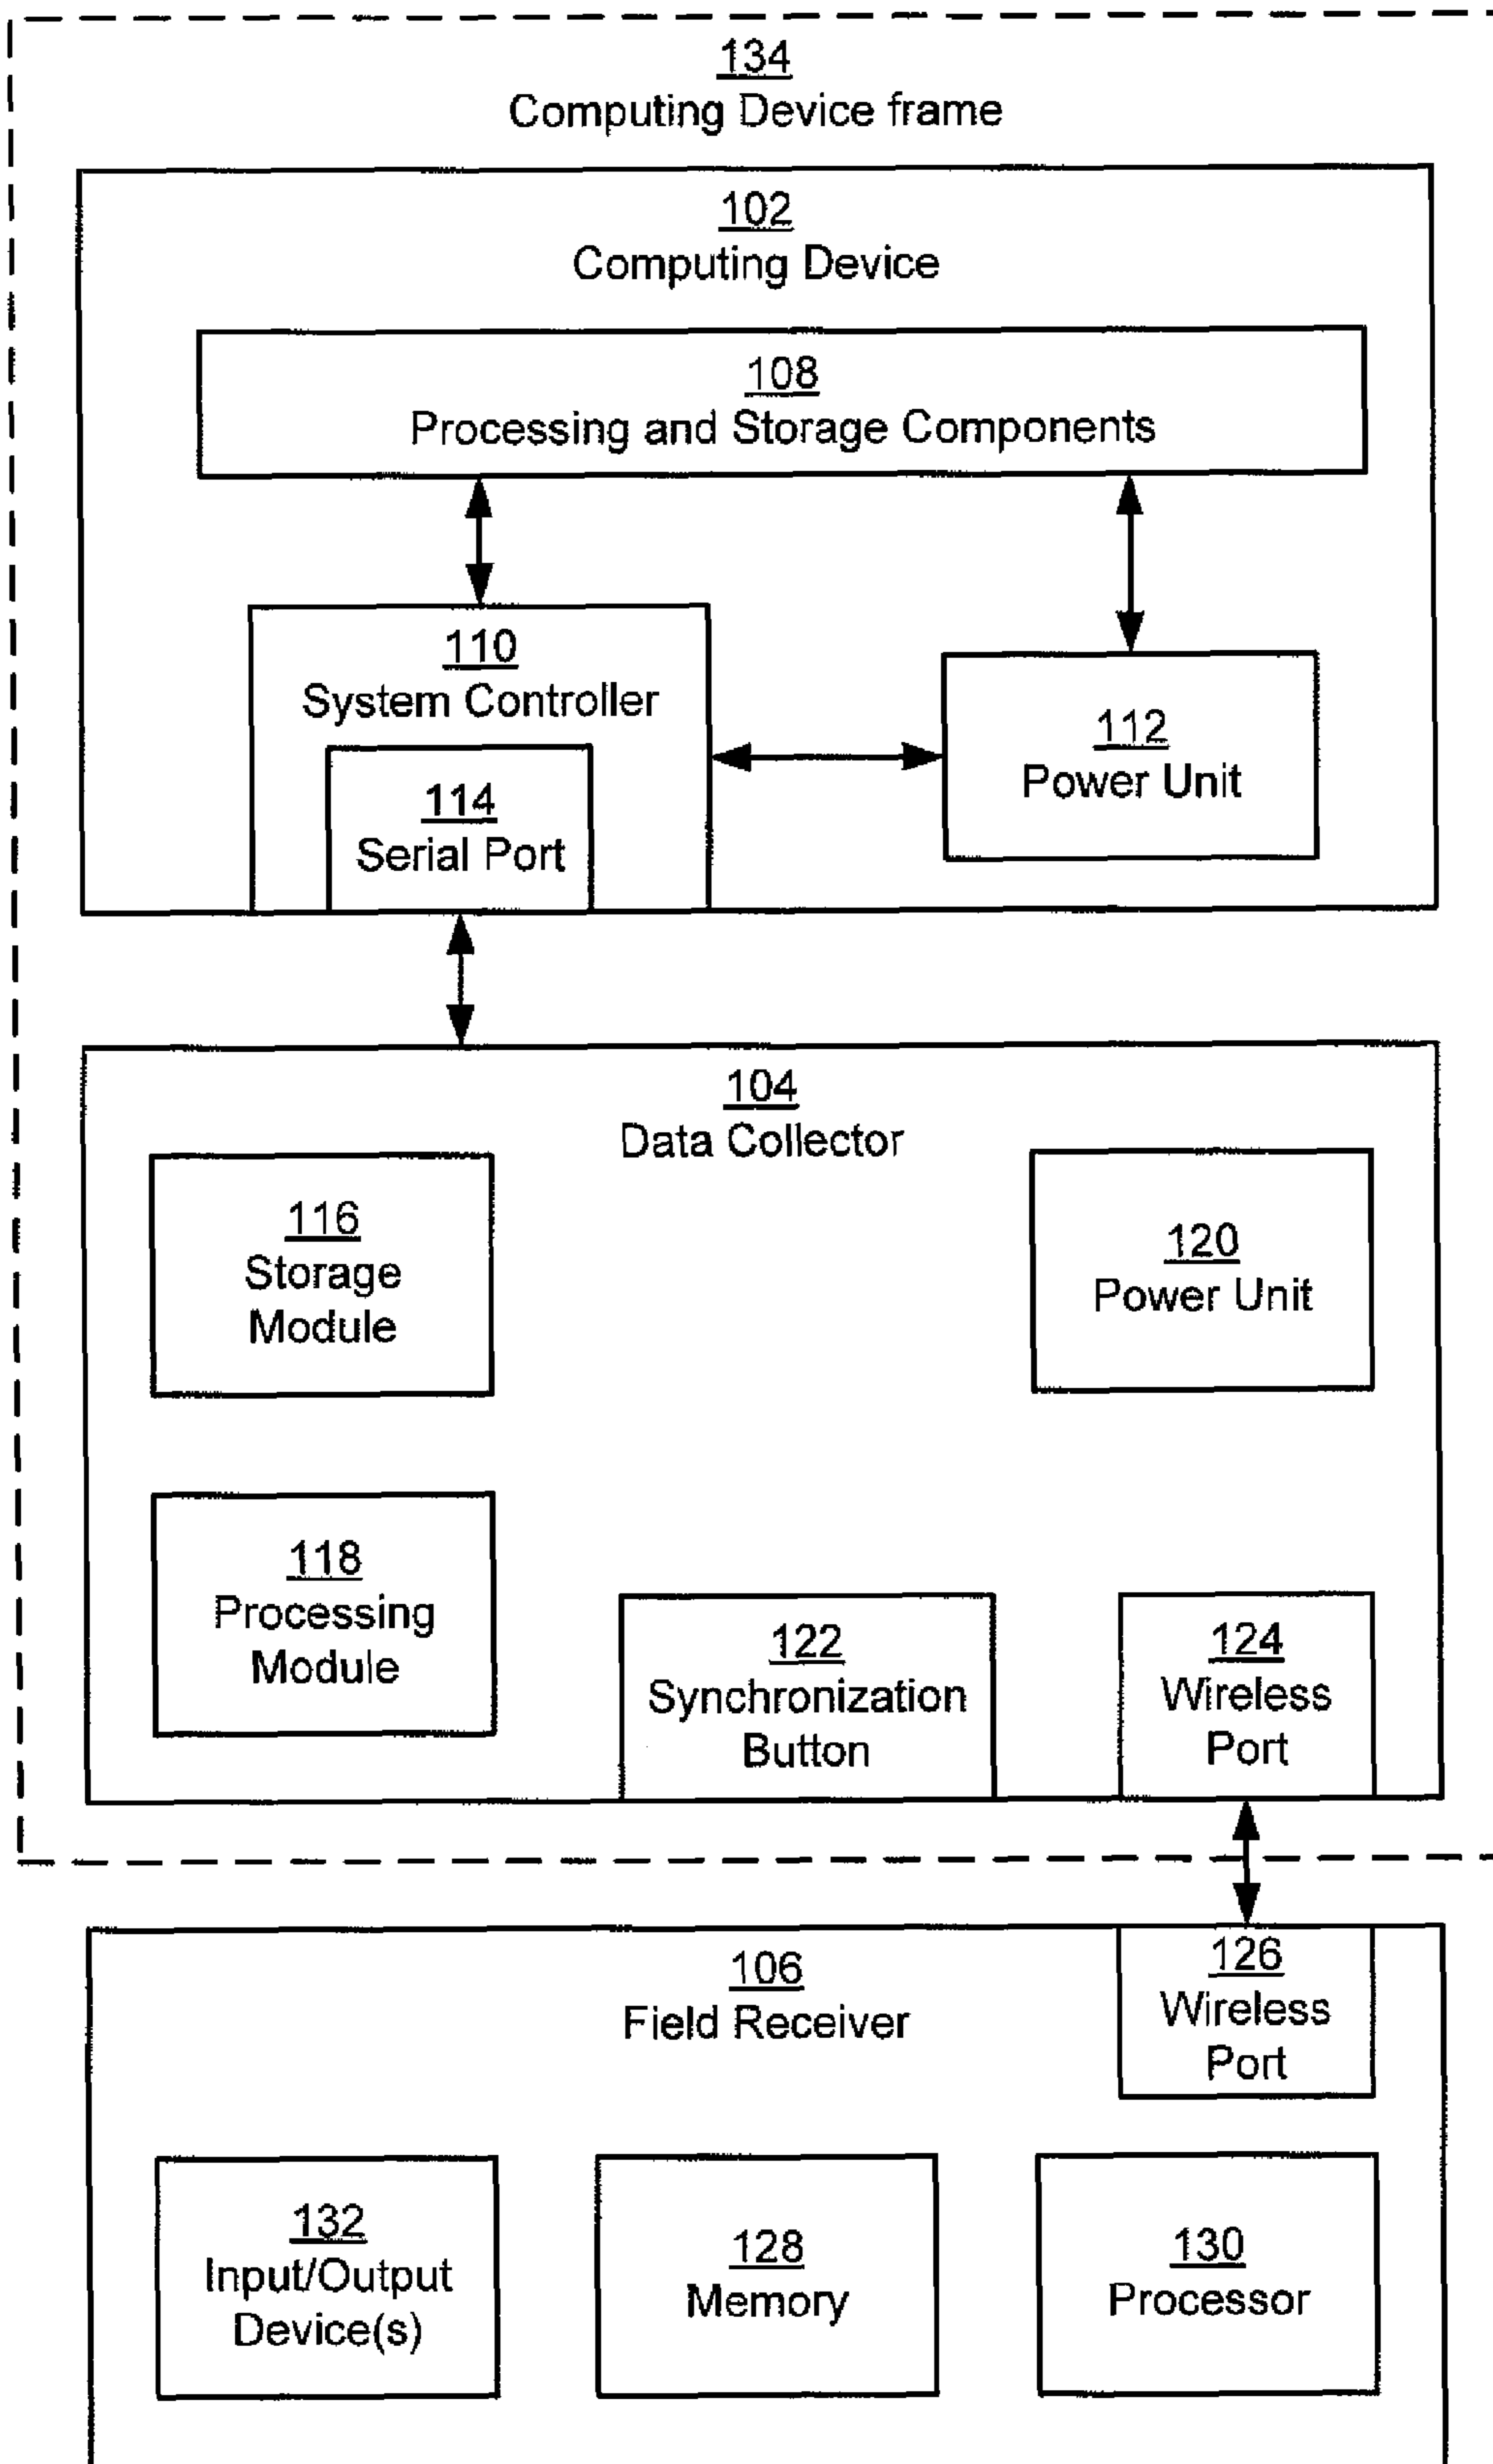 134
Computing Device frame
102
Computing Device
108
Processing and Storage Components
110
System Controller
114
Serial Port
112
Power Unit
104
Data Collector
116
Storage
Module
120
Power Unit
118
Processing
Module
122
Synchronization
Button
124
Wireless
Port
106
Field Receiver
126
Wireless
Port
132
Input/Output
Device(s)
128
Memory
130
Processor